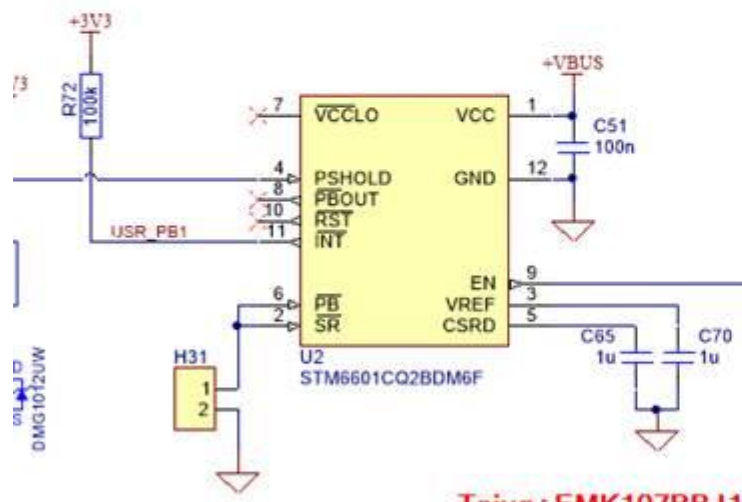 +3V3
V3
R72
100k
+VBUS
7
VCCLO
VCC
1
C51
100n
4
PSHOLD
GND
12
8
PBOUT
10
RST
USR_PB1
11
INT
EN
9
6
PB
VREF
3
2
SR
CSRD
5
C65
1u
C70
1u
H31
1
2
U2
STM6601CQ2BDM6F
D
S
DMG1012UW